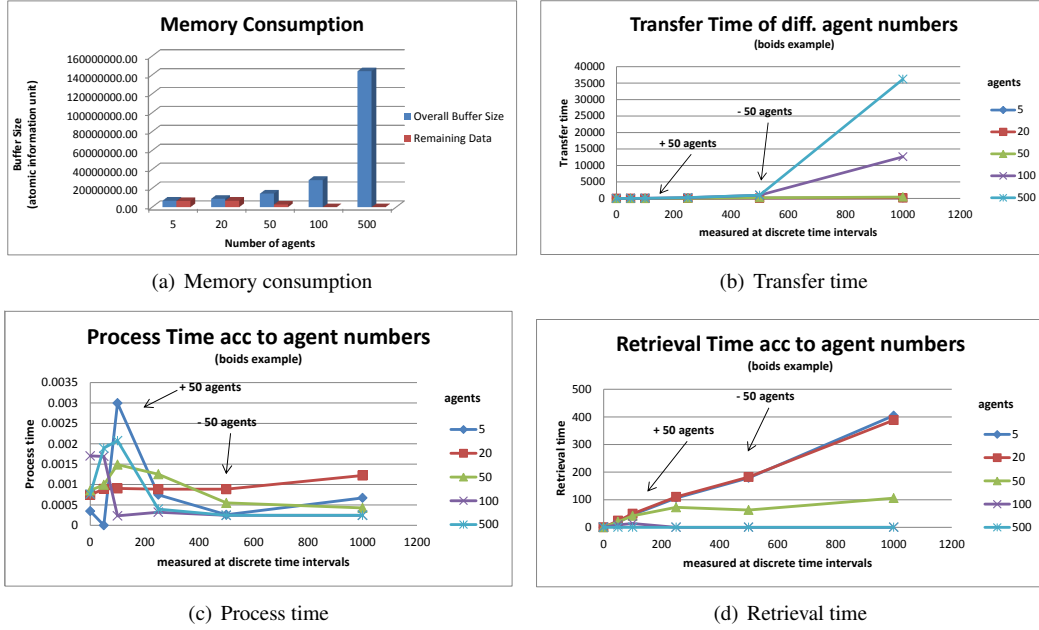 Memory Consumption
Buffer Size
(atomic information unit)
160000000.00
140000000.00
120000000.00
100000000.00
80000000.00
60000000.00
40000000.00
20000000.00
0.00
5 20 50 100 500
Number of agents
Overall Buffer Size
Remaining Data
(a) Memory consumption
Transfer Time of diff. agent numbers
(boids example)
Transfer time
40000
35000
30000
25000
20000
15000
10000
5000
0
0 200 400 600 800 1000 1200
measured at discrete time intervals
+ 50 agents
- 50 agents
agents
5
20
50
100
500
(b) Transfer time
Process Time acc to agent numbers
(boids example)
Process time
0.0035
0.003
0.0025
0.002
0.0015
0.001
0.0005
0
0 200 400 600 800 1000 1200
measured at discrete time intervals
+ 50 agents
- 50 agents
agents
5
20
50
100
500
(c) Process time
Retrieval Time acc to agent numbers
(boids example)
Retrieval time
500
400
300
200
100
0
0 200 400 600 800 1000 1200
measured at discrete time intervals
+ 50 agents
- 50 agents
agents
5
20
50
100
500
(d) Retrieval time